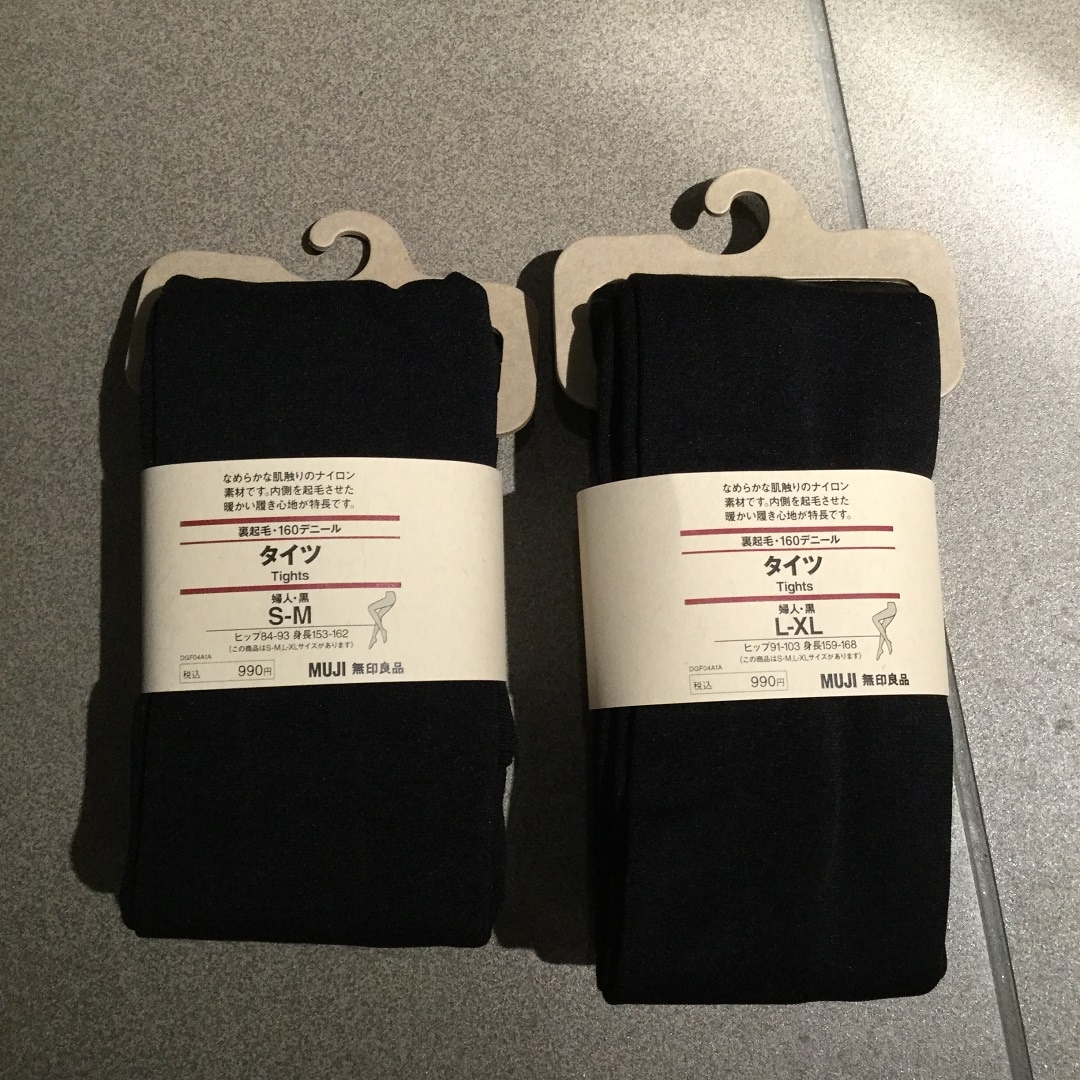 なめらかな肌触りのナイロン
素材です。内側を起毛させた
暖かい履き心地が特長です。
裏起毛・160デニール
タイツ
Tights
婦人・黒
S-M
ヒップ84-93 身長153-162
(この商品はS-M,L-XLサイズがあります)
DGF04A1A
税込 990円
MUJI 無印良品
なめらかな肌触りのナイロン
素材です。内側を起毛させた
暖かい履き心地が特長です。
裏起毛・160デニール
タイツ
Tights
婦人・黒
L-XL
ヒップ91-103 身長159-168
(この商品はS-M,L-XLサイズがあります)
DGF04A1A
税込 990円
MUJI 無印良品